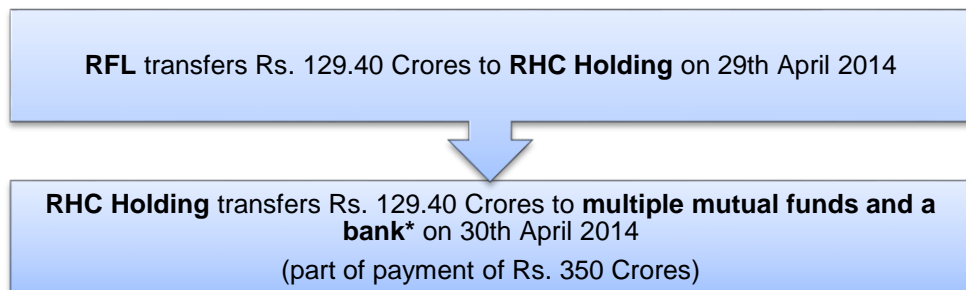 RFL transfers Rs. 129.40 Crores to RHC Holding on 29th April 2014
RHC Holding transfers Rs. 129.40 Crores to multiple mutual funds and a
bank* on 30th April 2014
(part of payment of Rs. 350 Crores)